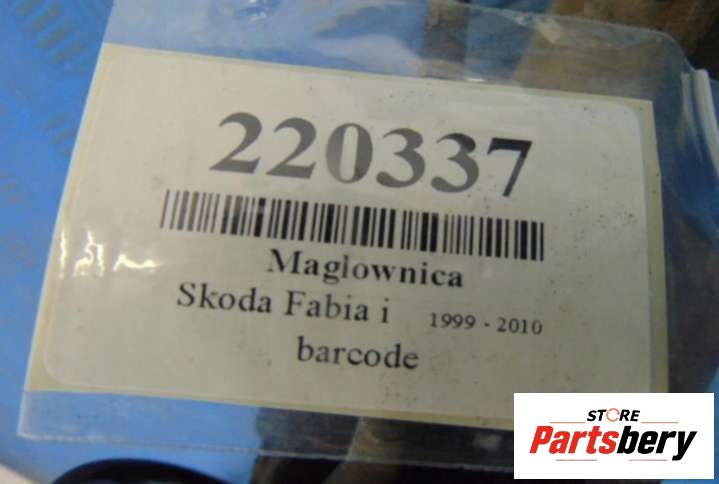 220337
Maglownica
Skoda Fabia i 1999 - 2010
barcode
STORE
Partsbery